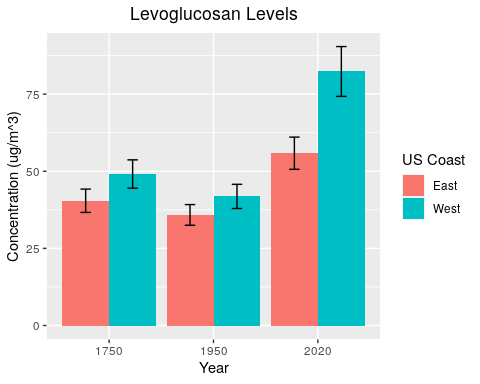 Levoglucosan Levels
Concentration (ug/m^3)
75
50
25
0
1750
1950
2020
Year
US Coast
East
West